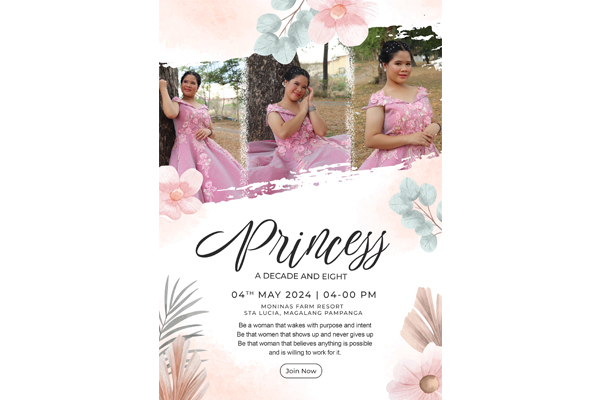 Princess
A DECADE AND EIGHT
04TH MAY 2024 | 04-00 PM
MONINAS FARM RESORT
STA LUCIA, MAGALANG PAMPANGA
Be a woman that wakes with purpose and intent
Be that women that shows up and never gives up
Be that woman that believes anything is possible
and is willing to work for it.
Join Now